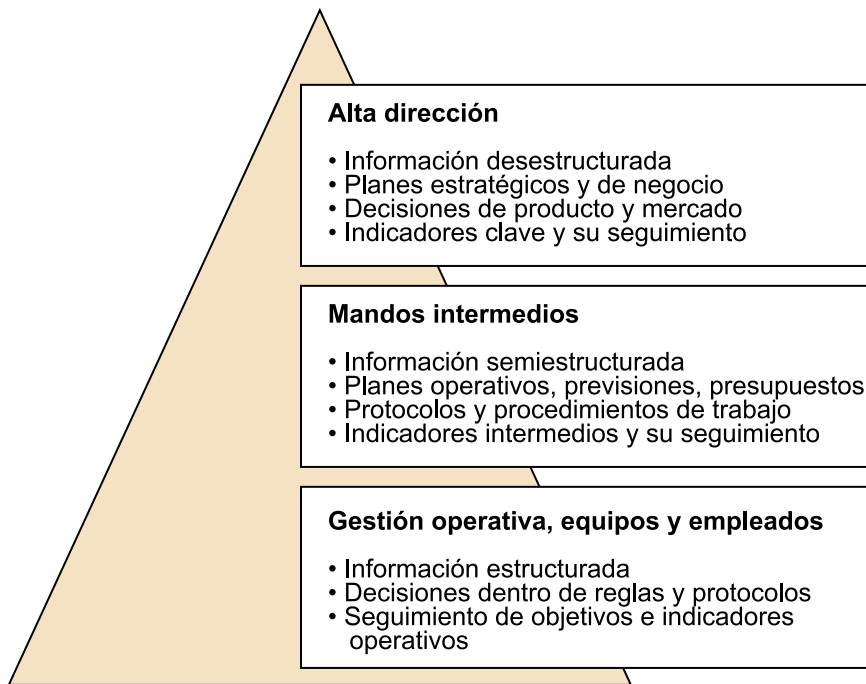 Alta dirección
• Información desestructurada
• Planes estratégicos y de negocio
• Decisiones de producto y mercado
• Indicadores clave y su seguimiento
Mandos intermedios
• Información semiestructurada
• Planes operativos, previsiones, presupuestos
• Protocolos y procedimientos de trabajo
• Indicadores intermedios y su seguimiento
Gestión operativa, equipos y empleados
• Información estructurada
• Decisiones dentro de reglas y protocolos
• Seguimiento de objetivos e indicadores
operativos